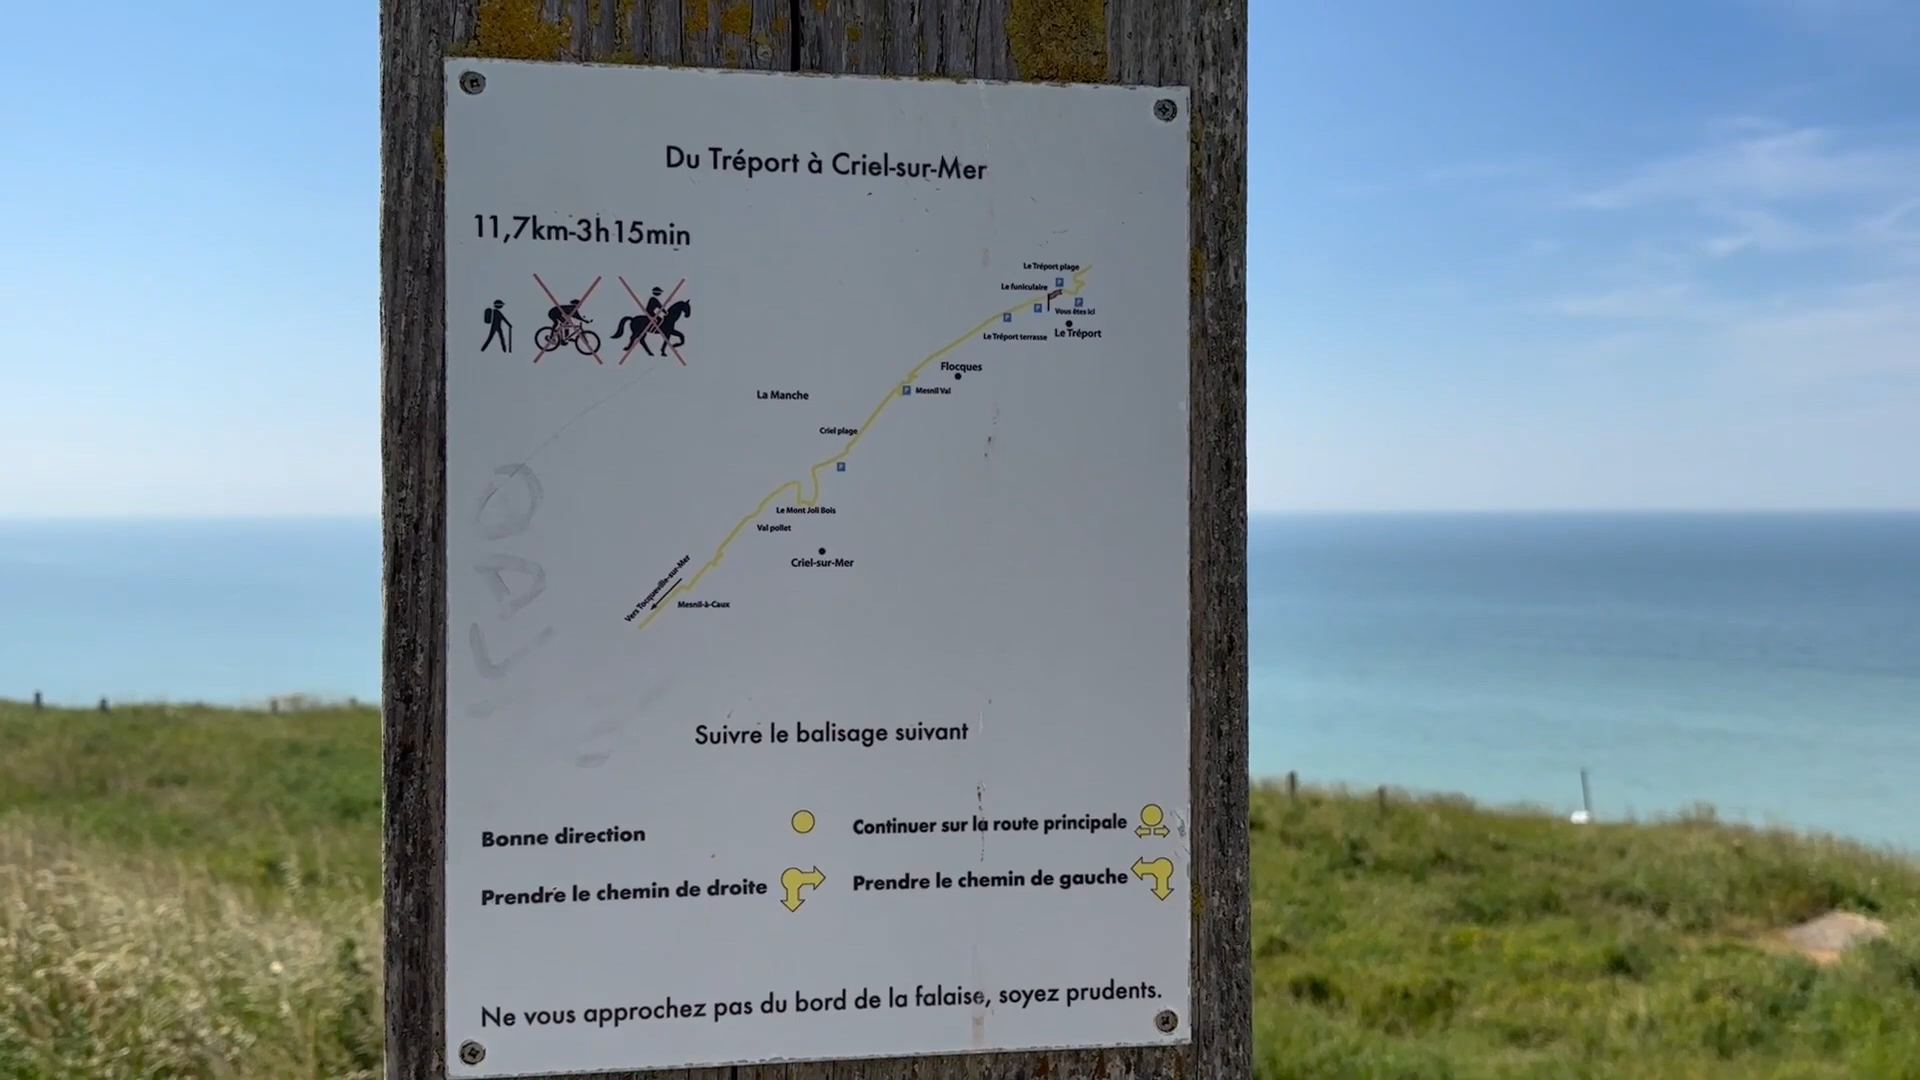 Du Tréport à Criel-sur-Mer
11,7km-3h15min
Le Tréport plage
P
Le funiculaire
P
P
Vous êtes ici
P
Le Tréport terrasse
Le Tréport
Flocques
P
Mesnil Val
La Manche
Criel plage
P
Le Mont Joli Bois
Val pollet
Criel-sur-Mer
Vers Tocqueville-sur-Mer
Mesnil-à-Caux
Suivre le balisage suivant
Bonne direction
Continuer sur la route principale
Prendre le chemin de droite
Prendre le chemin de gauche
Ne vous approchez pas du bord de la falaise, soyez prudents.